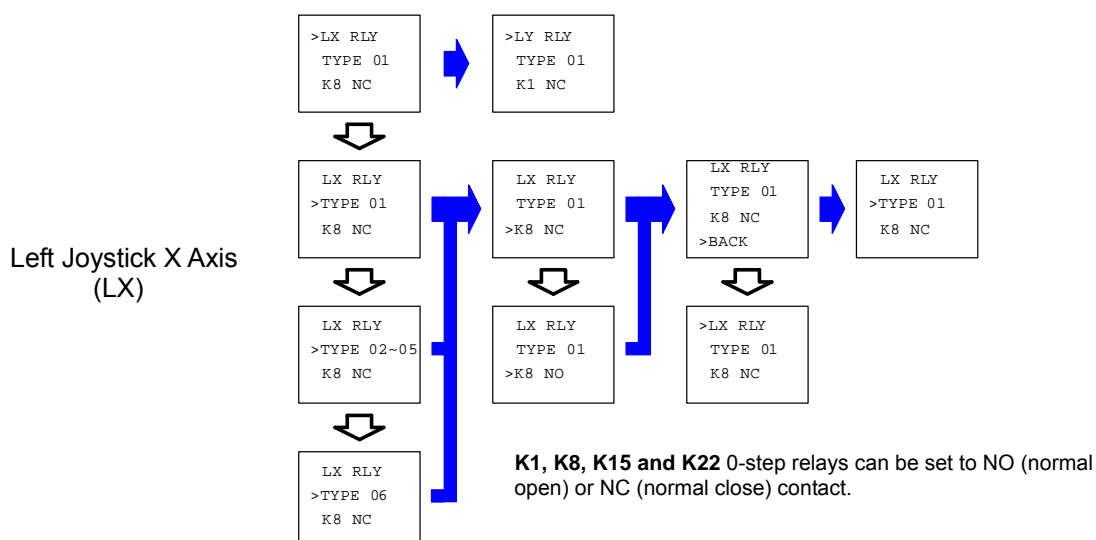 >LX RLY
TYPE 01
K8 NC
>LY RLY
TYPE 01
K1 NC
LX RLY
>TYPE 01
K8 NC
LX RLY
TYPE 01
>K8 NC
LX RLY
TYPE 01
K8 NC
>BACK
LX RLY
>TYPE 01
K8 NC
Left Joystick X Axis
(LX)
LX RLY
>TYPE 02~05
K8 NC
LX RLY
TYPE 01
>K8 NO
>LX RLY
TYPE 01
K8 NC
LX RLY
>TYPE 06
K8 NC
K1, K8, K15 and K22 0-step relays can be set to NO (normal
open) or NC (normal close) contact.